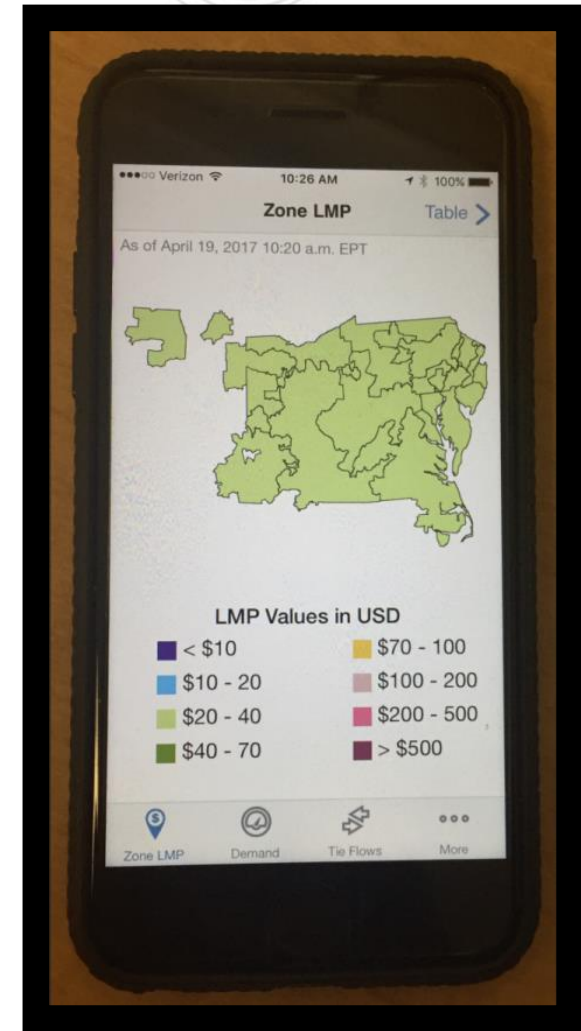 Verizon 10:26 AM 100%
Zone LMP Table
As of April 19, 2017 10:20 a.m. EPT
LMP Values in USD
< $10 $70 - 100
$10 - 20 $100 - 200
$20 - 40 $200 - 500
$40 - 70 > $500
$
Zone LMP Demand Tie Flows More